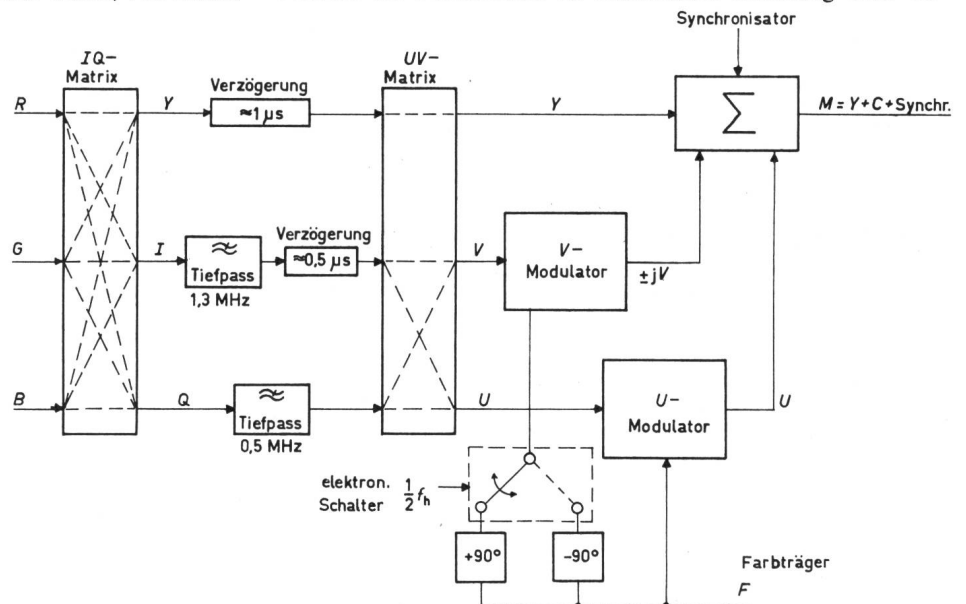 Synchronisator
IQ-
Matrix
UV-
Matrix
Verzögerung
R
Y
≈1 µs
Y
Σ
M = Y + C + Synchr.
Verzögerung
G
I
Tiefpass
1,3 MHz
≈0,5 µs
V
V-
Modulator
±jV
B
Q
Tiefpass
0,5 MHz
U
U-
Modulator
U
elektron.
Schalter
1/2 fh
+90°
-90°
Farbträger
F